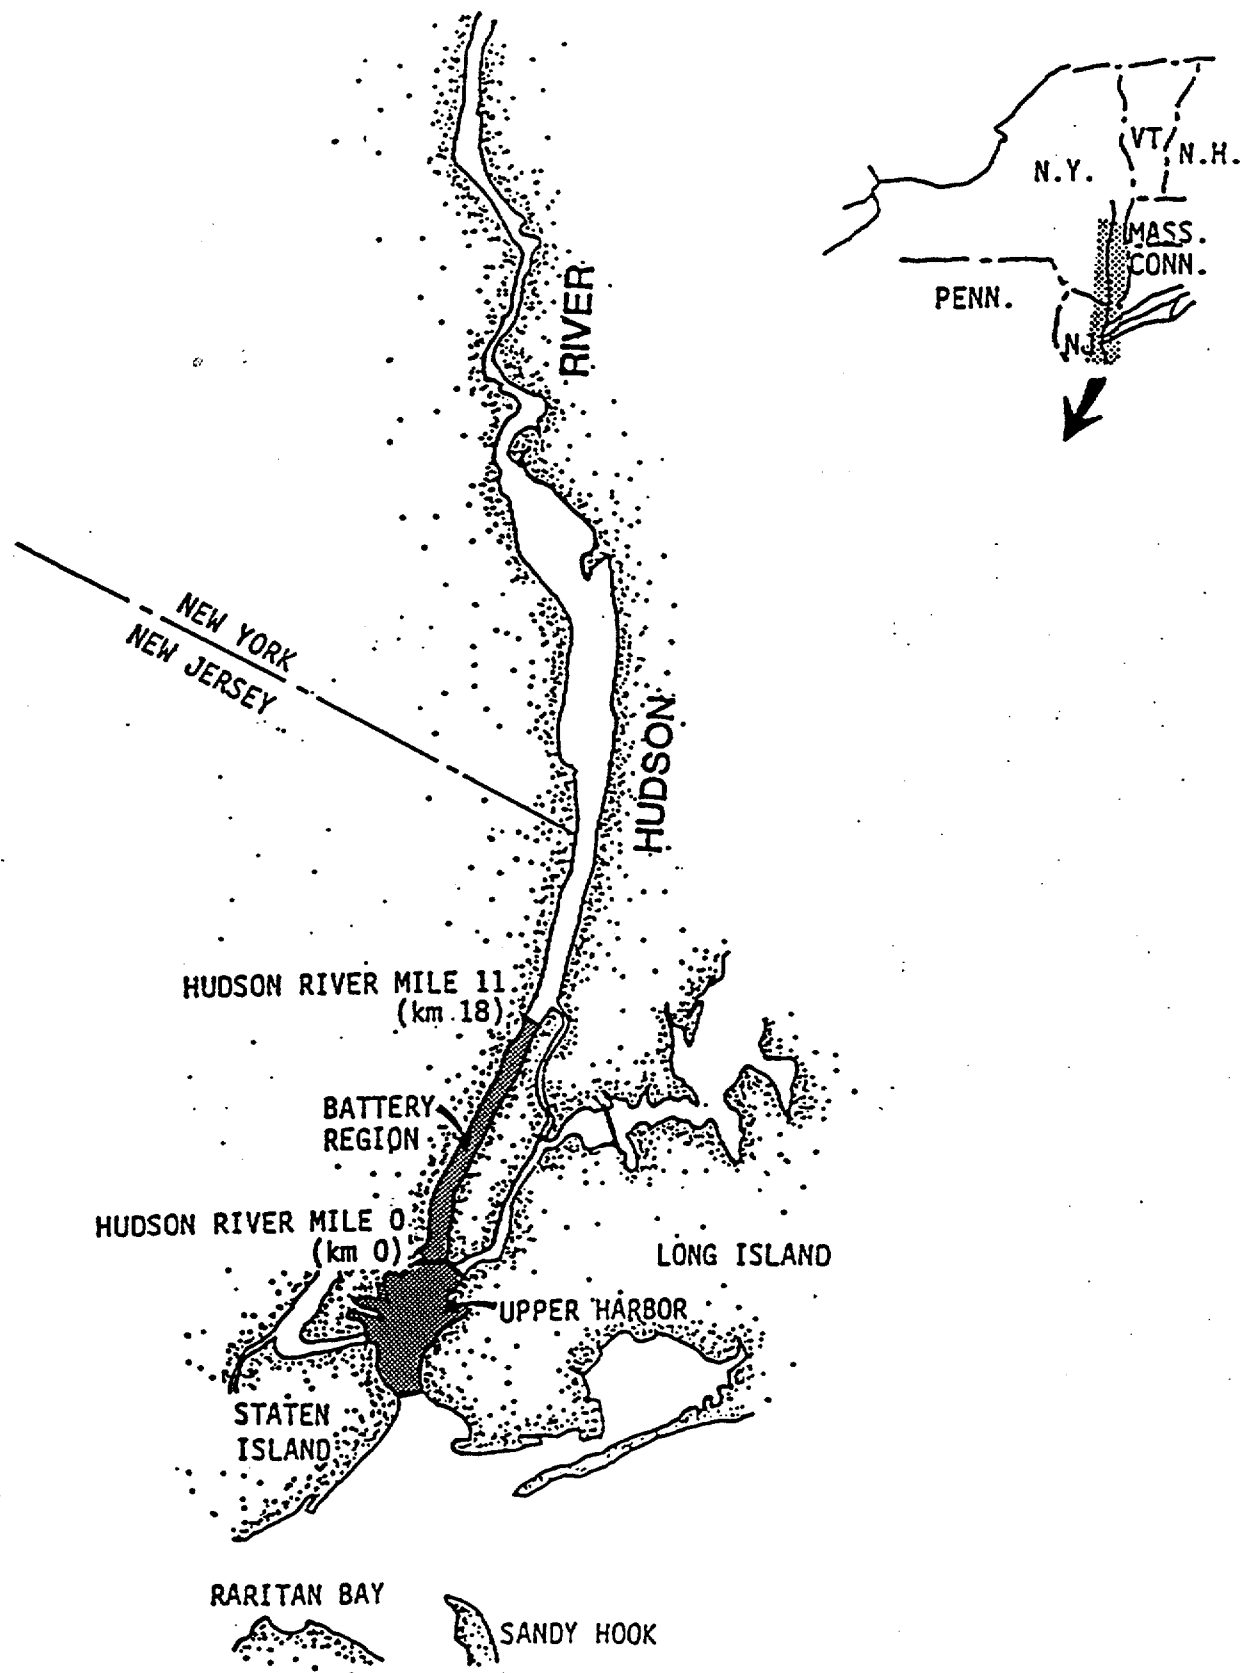 N.Y.
VT
N.H.
MASS.
CONN.
PENN.
NJ
RIVER
HUDSON
NEW YORK
NEW JERSEY
HUDSON RIVER MILE 11
(km 18)
BATTERY
REGION
HUDSON RIVER MILE 0
(km 0)
LONG ISLAND
UPPER HARBOR
STATEN
ISLAND
RARITAN BAY
SANDY HOOK